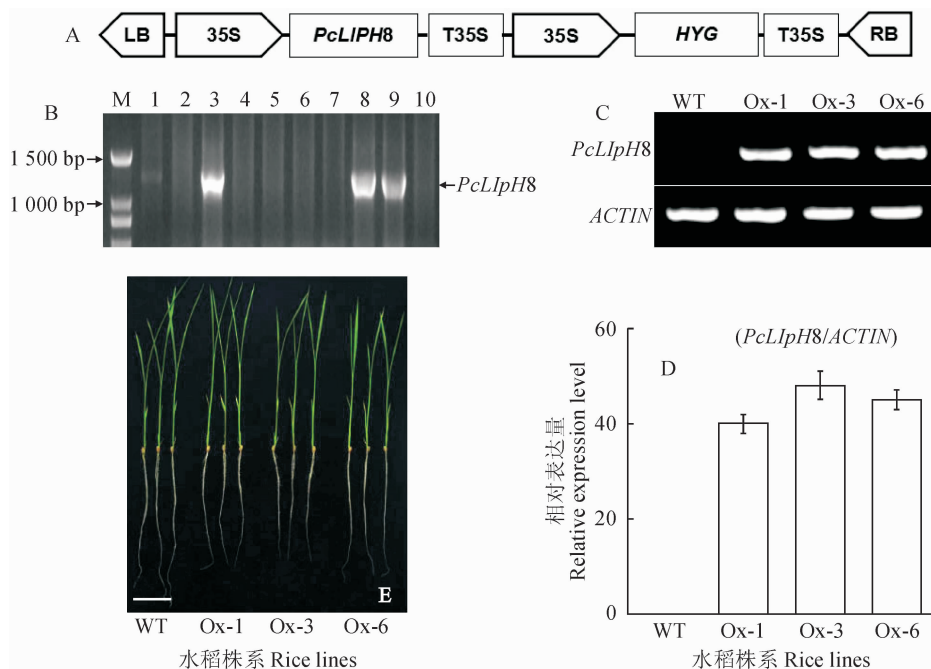 A
LB 35S PcLIPH8 T35S 35S HYG T35S RB
B
M 1 2 3 4 5 6 7 8 9 10
1 500 bp
1 000 bp
PcLIpH8
C
WT Ox-1 Ox-3 Ox-6
PcLIpH8
ACTIN
E
WT Ox-1 Ox-3 Ox-6
水稻株系 Rice lines
D
(PcLIpH8/ACTIN)
相对表达量
Relative expression level
60
40
20
0
WT Ox-1 Ox-3 Ox-6
水稻株系 Rice lines